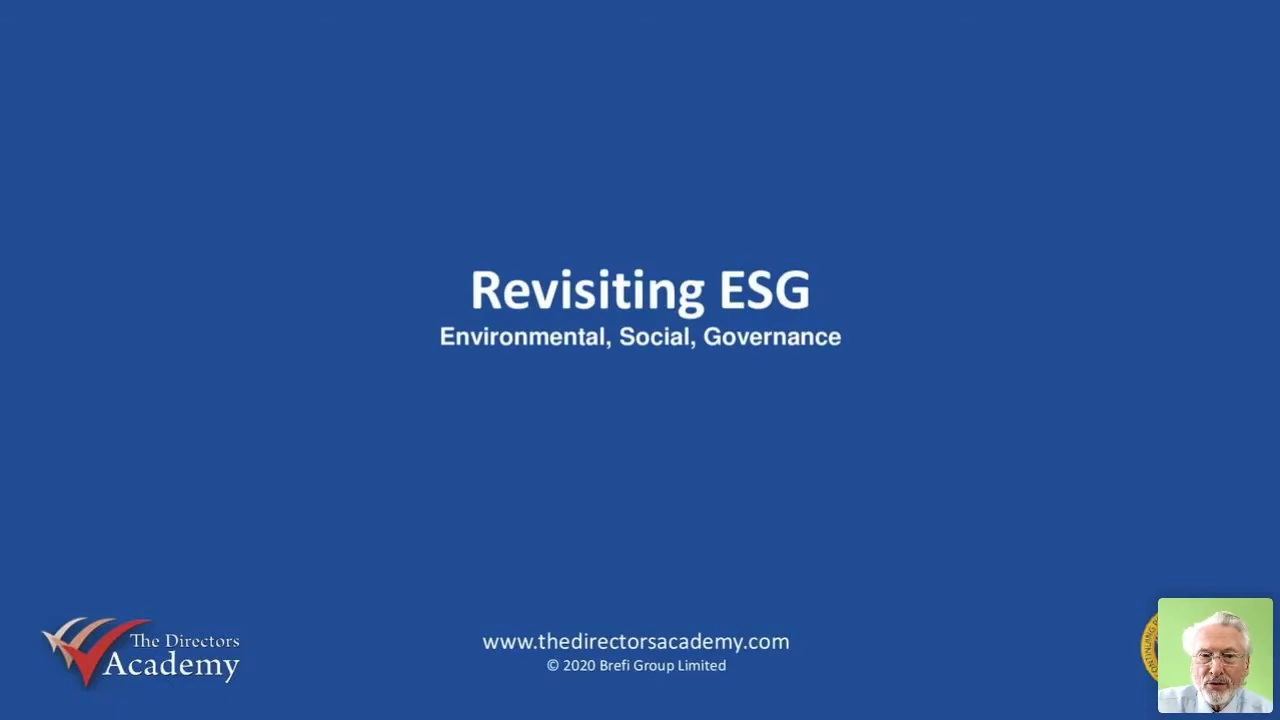 Revisiting ESG
Environmental, Social, Governance
The Directors
Academy
www.thedirectorsacademy.com
© 2020 Brefi Group Limited